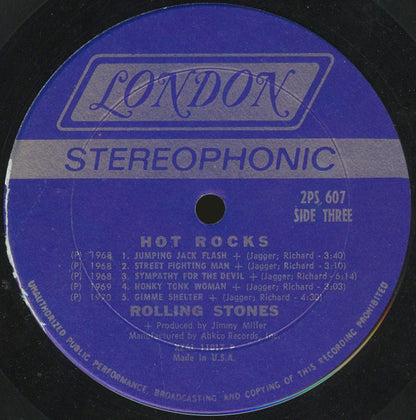 LONDON
STEREOPHONIC
2PS 607
SIDE THREE
HOT ROCKS
(P) 1968 1. JUMPING JACK FLASH + (Jagger; Richard - 3:40)
(P) 1968 2. STREET FIGHTING MAN + (Jagger; Richard - 3:10)
(P) 1968 3. SYMPATHY FOR THE DEVIL + (Jagger; Richard - 6:14)
(P) 1969 4. HONKY TONK WOMAN + (Jagger; Richard - 3:03)
(P) 1970 5. GIMME SHELTER + (Jagger; Richard - 4:30)
ROLLING STONES
+ Produced by Jimmy Miller
Manufactured by Abkco Records, Inc.
Made in U.S.A.
UNAUTHORIZED PUBLIC PERFORMANCE, BROADCASTING AND COPYING OF THIS RECORDING PROHIBITED